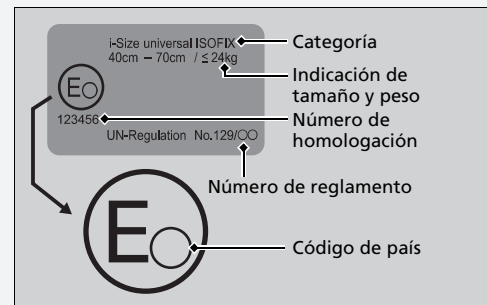 i-Size universal ISOFIX
40cm – 70cm / ≤ 24kg
E
123456
UN-Regulation No.129/○○
Categoría
Indicación de
tamaño y peso
Número de
homologación
Número de reglamento
E
Código de país